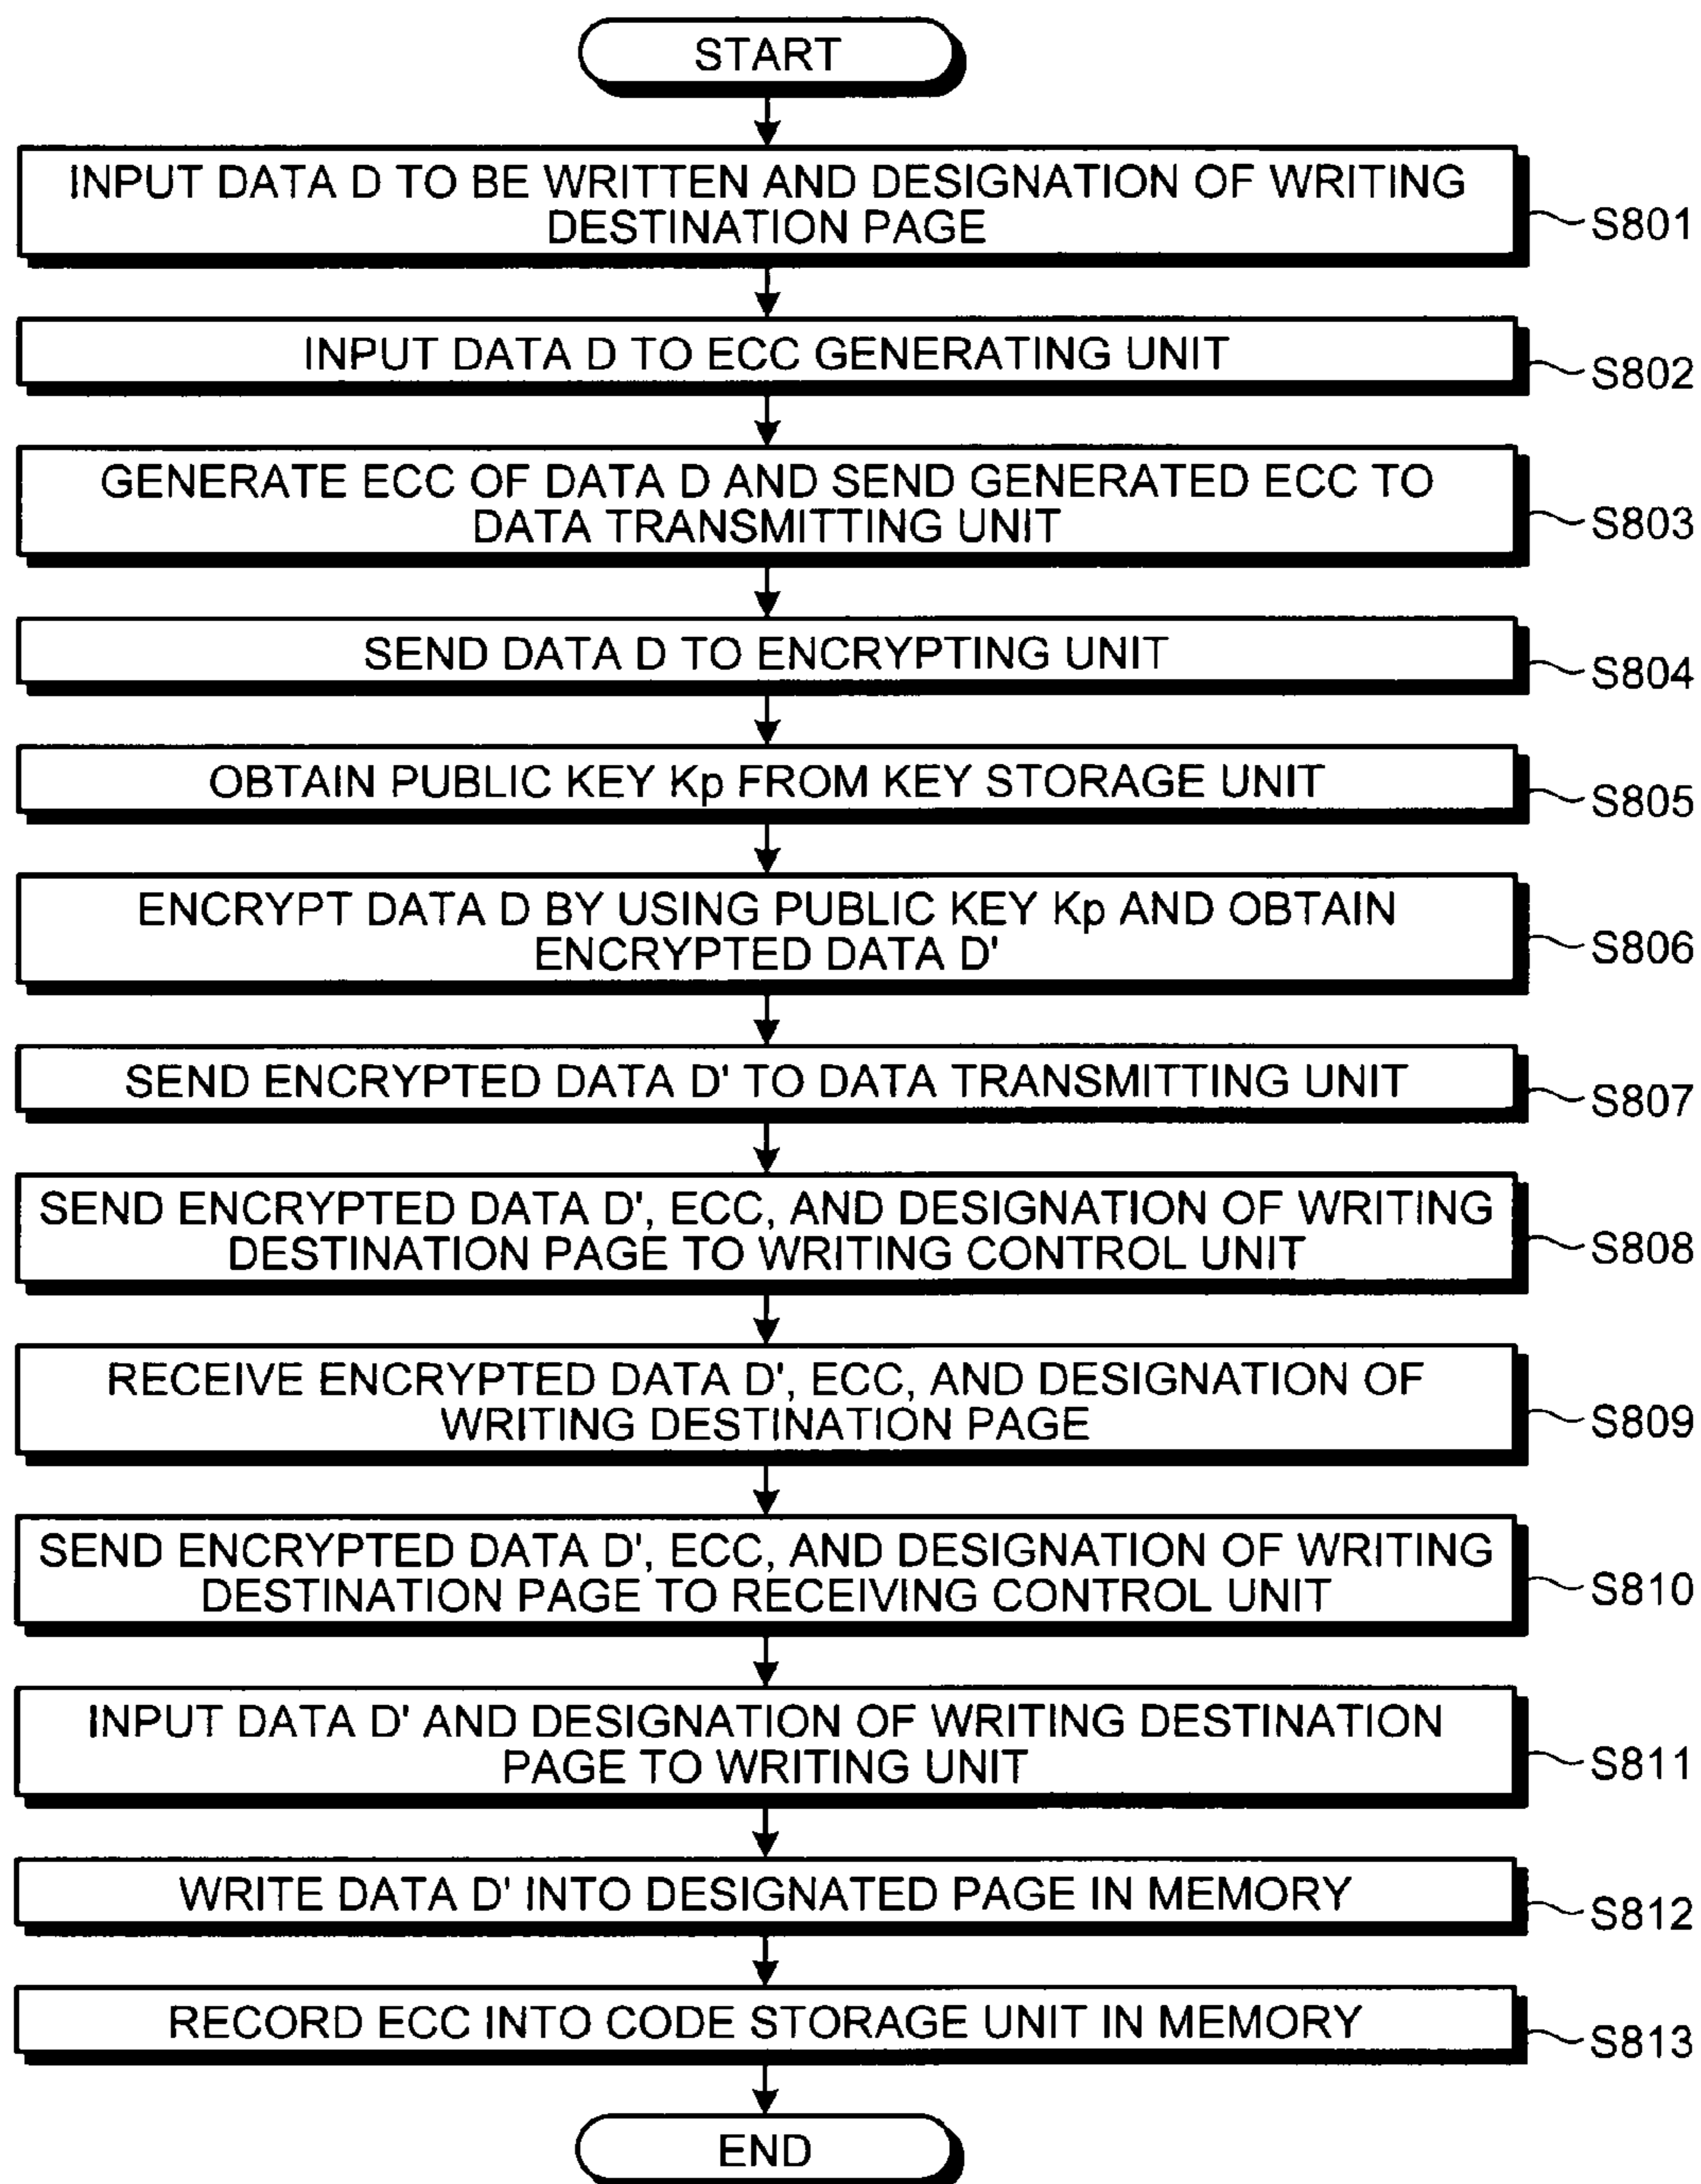 START
INPUT DATA D TO BE WRITTEN AND DESIGNATION OF WRITING
DESTINATION PAGE
S801
INPUT DATA D TO ECC GENERATING UNIT
S802
GENERATE ECC OF DATA D AND SEND GENERATED ECC TO
DATA TRANSMITTING UNIT
S803
SEND DATA D TO ENCRYPTING UNIT
S804
OBTAIN PUBLIC KEY Kp FROM KEY STORAGE UNIT
S805
ENCRYPT DATA D BY USING PUBLIC KEY Kp AND OBTAIN
ENCRYPTED DATA D'
S806
SEND ENCRYPTED DATA D' TO DATA TRANSMITTING UNIT
S807
SEND ENCRYPTED DATA D', ECC, AND DESIGNATION OF WRITING
DESTINATION PAGE TO WRITING CONTROL UNIT
S808
RECEIVE ENCRYPTED DATA D', ECC, AND DESIGNATION OF
WRITING DESTINATION PAGE
S809
SEND ENCRYPTED DATA D', ECC, AND DESIGNATION OF WRITING
DESTINATION PAGE TO RECEIVING CONTROL UNIT
S810
INPUT DATA D' AND DESIGNATION OF WRITING DESTINATION
PAGE TO WRITING UNIT
S811
WRITE DATA D' INTO DESIGNATED PAGE IN MEMORY
S812
RECORD ECC INTO CODE STORAGE UNIT IN MEMORY
S813
END